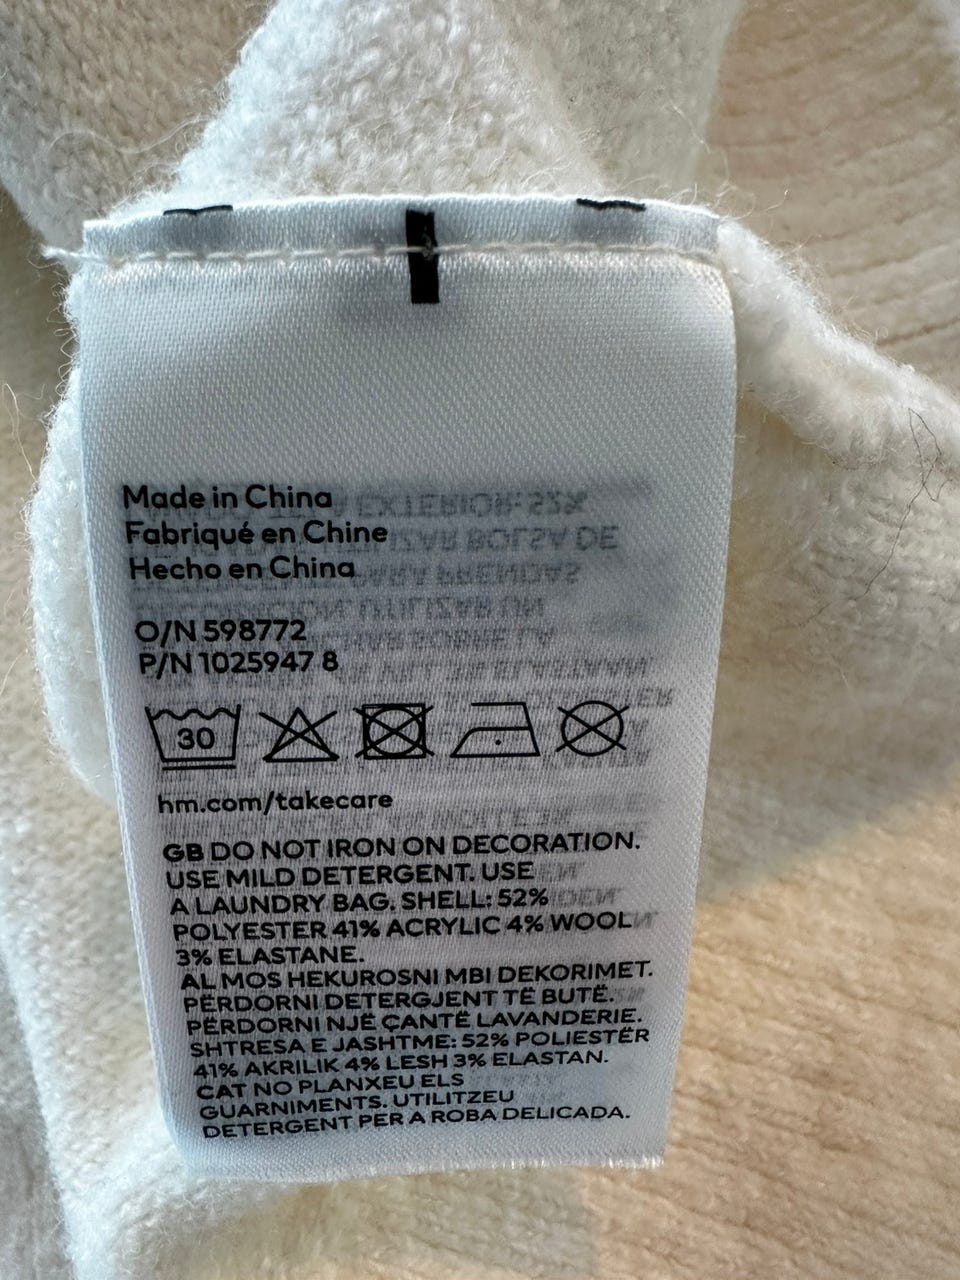 Made in China
Fabriqué en Chine
Hecho en China
O/N 598772
P/N 1025947 8
30
hm.com/takecare
GB DO NOT IRON ON DECORATION.
USE MILD DETERGENT. USE
A LAUNDRY BAG. SHELL: 52%
POLYESTER 41% ACRYLIC 4% WOOL
3% ELASTANE.
AL MOS HEKUROSNI MBI DEKORIMET.
PËRDORNI DETERGJENT TË BUTË.
PËRDORNI NJË ÇANTË LAVANDERIE.
SHTRESA E JASHTME: 52% POLIESTËR
41% AKRILIK 4% LESH 3% ELASTAN.
CAT NO PLANXEU ELS
GUARNIMENTS. UTILITZEU
DETERGENT PER A ROBA DELICADA.